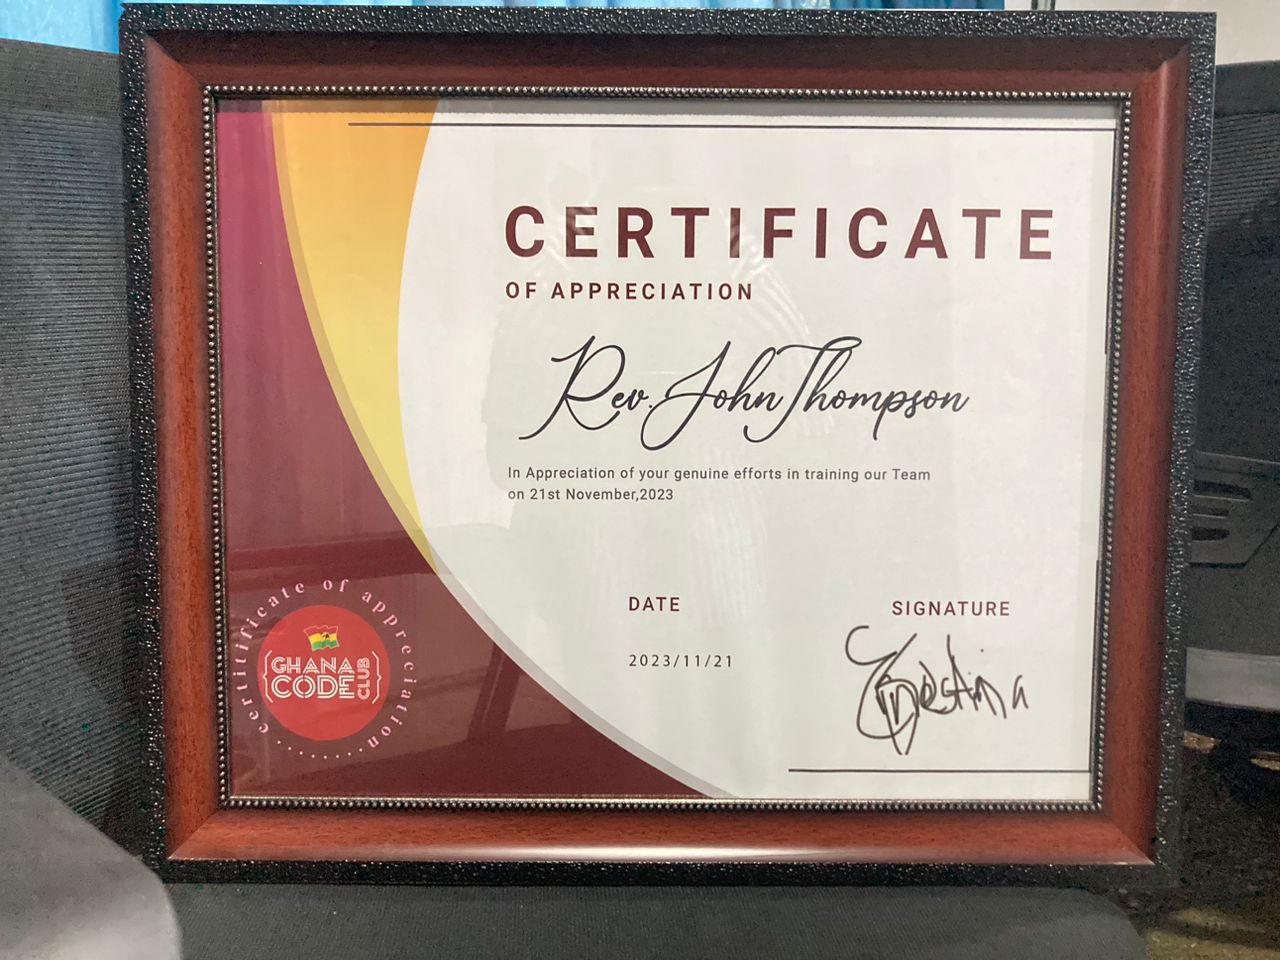 CERTIFICATE
OF APPRECIATION
Rev. John Thompson
In Appreciation of your genuine efforts in training our Team
on 21st November,2023
DATE
SIGNATURE
2023/11/21
certificate of appreciation
GHANA
CODE
CLUB